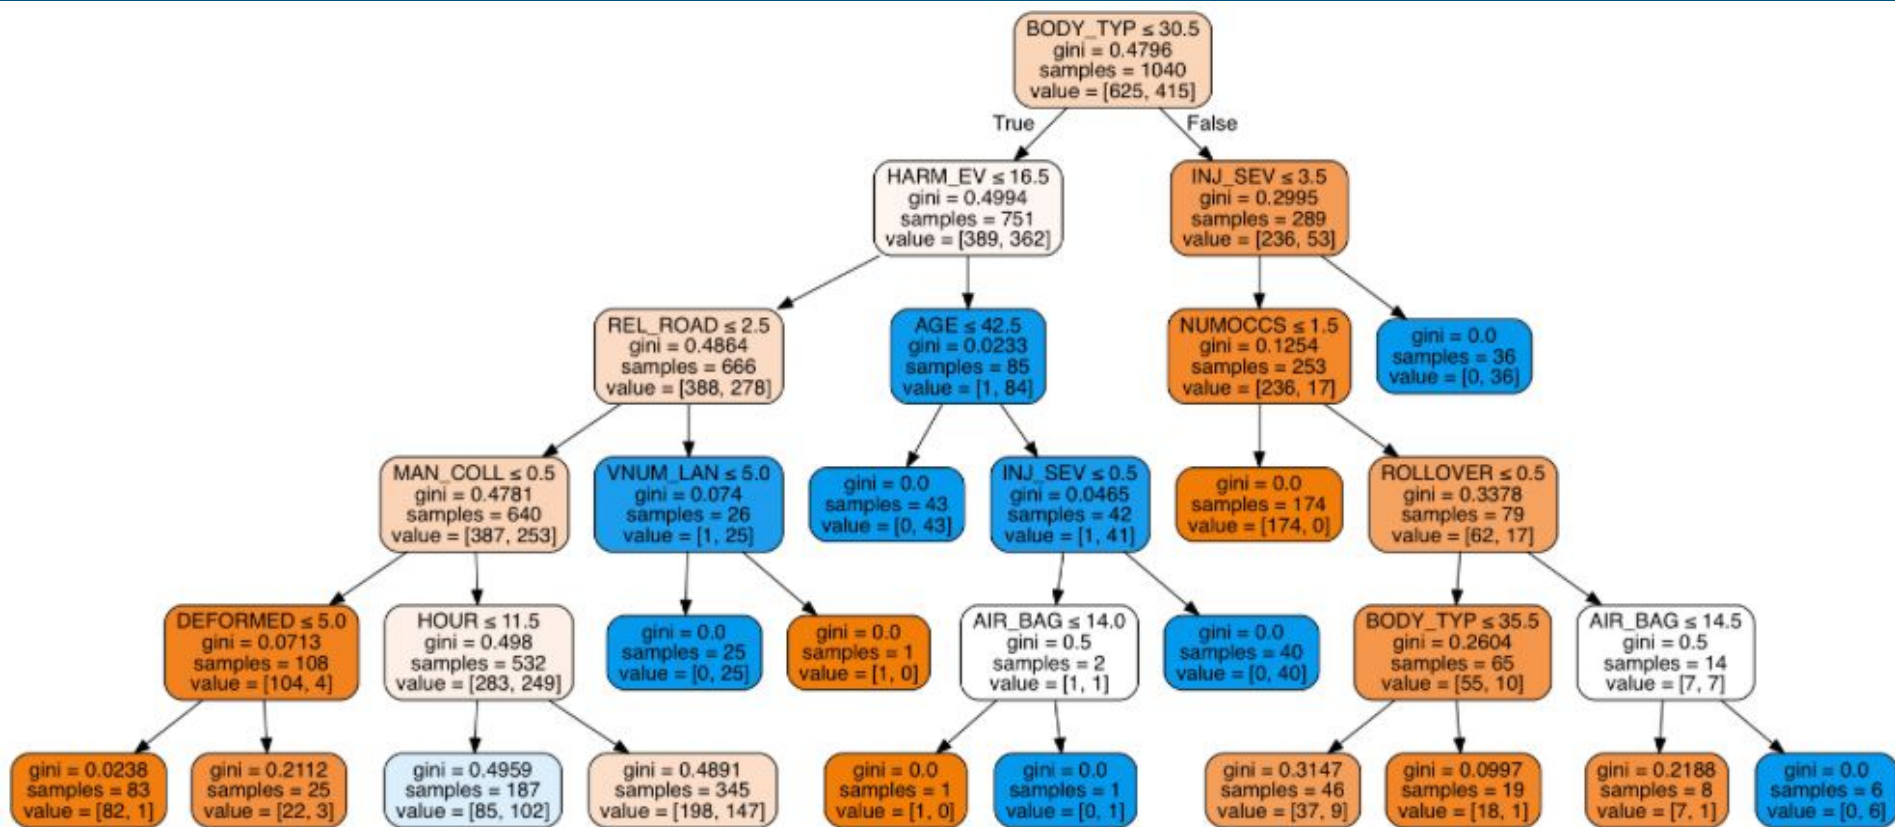 BODY_TYP ≤ 30.5
gini = 0.4796
samples = 1040
value = [625, 415]
True
False
HARM_EV ≤ 16.5
gini = 0.4994
samples = 751
value = [389, 362]
INJ_SEV ≤ 3.5
gini = 0.2995
samples = 289
value = [236, 53]
REL_ROAD ≤ 2.5
gini = 0.4864
samples = 666
value = [388, 278]
AGE ≤ 42.5
gini = 0.0233
samples = 85
value = [1, 84]
NUMOCCS ≤ 1.5
gini = 0.1254
samples = 253
value = [236, 17]
gini = 0.0
samples = 36
value = [0, 36]
MAN_COLL ≤ 0.5
gini = 0.4781
samples = 640
value = [387, 253]
VNUM_LAN ≤ 5.0
gini = 0.074
samples = 26
value = [1, 25]
gini = 0.0
samples = 43
value = [0, 43]
INJ_SEV ≤ 0.5
gini = 0.0465
samples = 42
value = [1, 41]
gini = 0.0
samples = 174
value = [174, 0]
ROLLOVER ≤ 0.5
gini = 0.3378
samples = 79
value = [62, 17]
DEFORMED ≤ 5.0
gini = 0.0713
samples = 108
value = [104, 4]
HOUR ≤ 11.5
gini = 0.498
samples = 532
value = [283, 249]
gini = 0.0
samples = 25
value = [0, 25]
gini = 0.0
samples = 1
value = [1, 0]
AIR_BAG ≤ 14.0
gini = 0.5
samples = 2
value = [1, 1]
gini = 0.0
samples = 40
value = [0, 40]
BODY_TYP ≤ 35.5
gini = 0.2604
samples = 65
value = [55, 10]
AIR_BAG ≤ 14.5
gini = 0.5
samples = 14
value = [7, 7]
gini = 0.0238
samples = 83
value = [82, 1]
gini = 0.2112
samples = 25
value = [22, 3]
gini = 0.4959
samples = 187
value = [85, 102]
gini = 0.4891
samples = 345
value = [198, 147]
gini = 0.0
samples = 1
value = [1, 0]
gini = 0.0
samples = 1
value = [0, 1]
gini = 0.3147
samples = 46
value = [37, 9]
gini = 0.0997
samples = 19
value = [18, 1]
gini = 0.2188
samples = 8
value = [7, 1]
gini = 0.0
samples = 6
value = [0, 6]